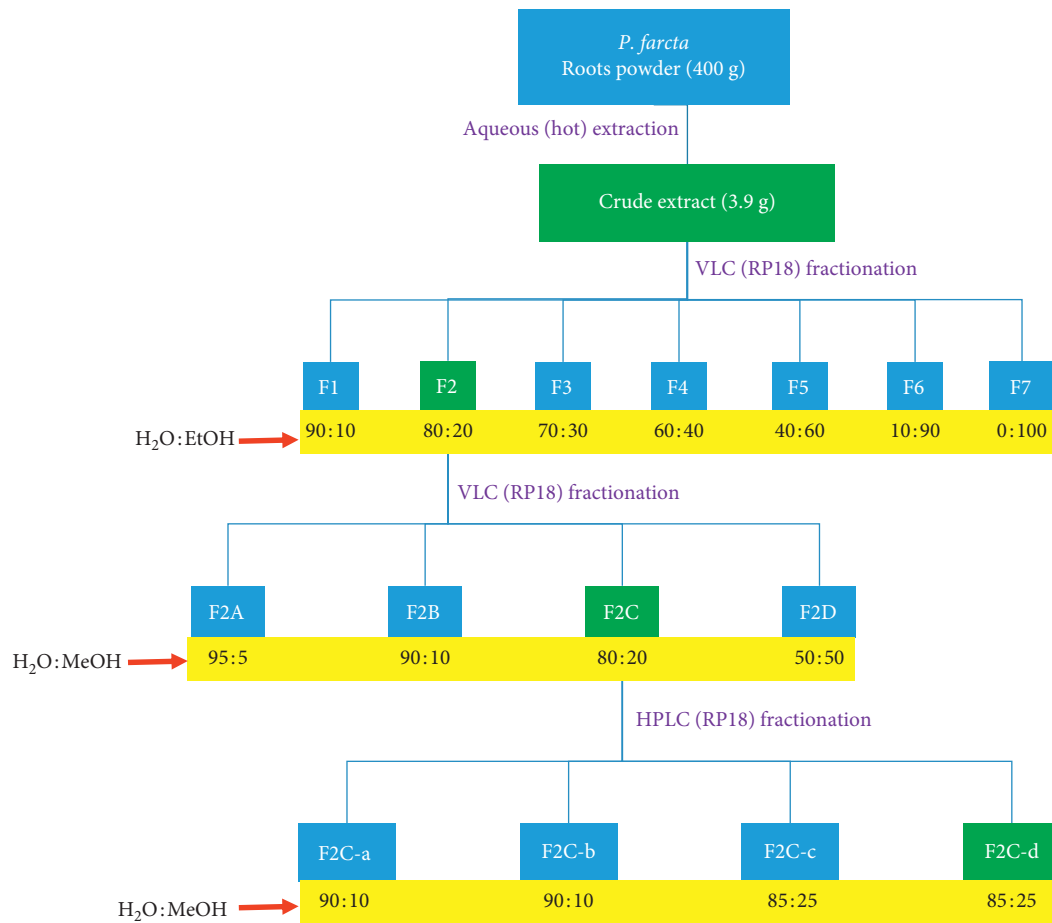 P. farcta
Roots powder (400 g)
Aqueous (hot) extraction
Crude extract (3.9 g)
VLC (RP18) fractionation
F1 F2 F3 F4 F5 F6 F7
H₂O:EtOH 90:10 80:20 70:30 60:40 40:60 10:90 0:100
VLC (RP18) fractionation
F2A F2B F2C F2D
H₂O:MeOH 95:5 90:10 80:20 50:50
HPLC (RP18) fractionation
F2C-a F2C-b F2C-c F2C-d
H₂O:MeOH 90:10 90:10 85:25 85:25